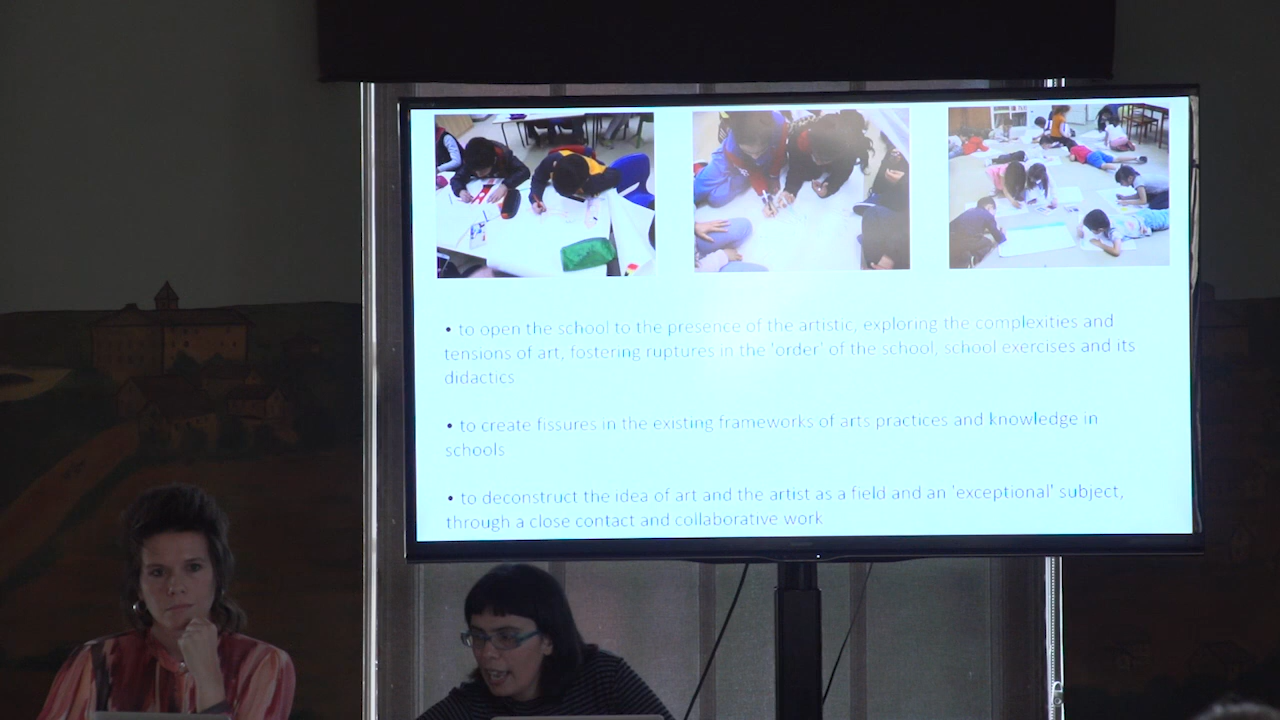 • to open the school to the presence of the artistic, exploring the complexities and
tensions of art, fostering ruptures in the 'order' of the school, school exercises and its
didactics
• to create fissures in the existing frameworks of arts practices and knowledge in
schools
• to deconstruct the idea of art and the artist as a field and an 'exceptional' subject,
through a close contact and collaborative work